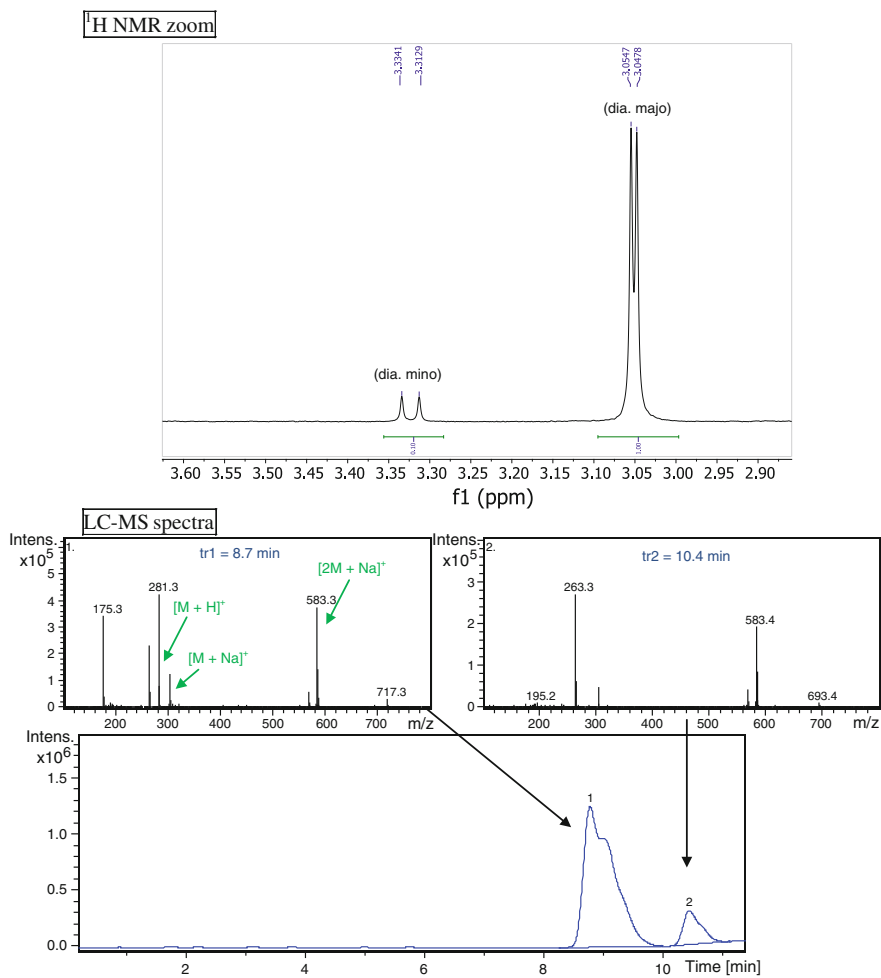 ¹H NMR zoom
3.3341
3.3129
3.0547
3.0478
(dia. majo)
(dia. mino)
0.10
1.00
3.60 3.55 3.50 3.45 3.40 3.35 3.30 3.25 3.20 3.15 3.10 3.05 3.00 2.95 2.90
f1 (ppm)
LC-MS spectra
Intens.
x10⁵
1.
tr1 = 8.7 min
5
4
3
2
1
0
175.3
281.3
583.3
717.3
[M + H]⁺
[M + Na]⁺
[2M + Na]⁺
200 300 400 500 600 700 m/z
Intens.
x10⁵
2.
tr2 = 10.4 min
3
2
1
0
195.2
263.3
583.4
693.4
200 300 400 500 600 700 m/z
Intens.
x10⁶
1.5
1.0
0.5
0.0
1
2
2 4 6 8 10 Time [min]